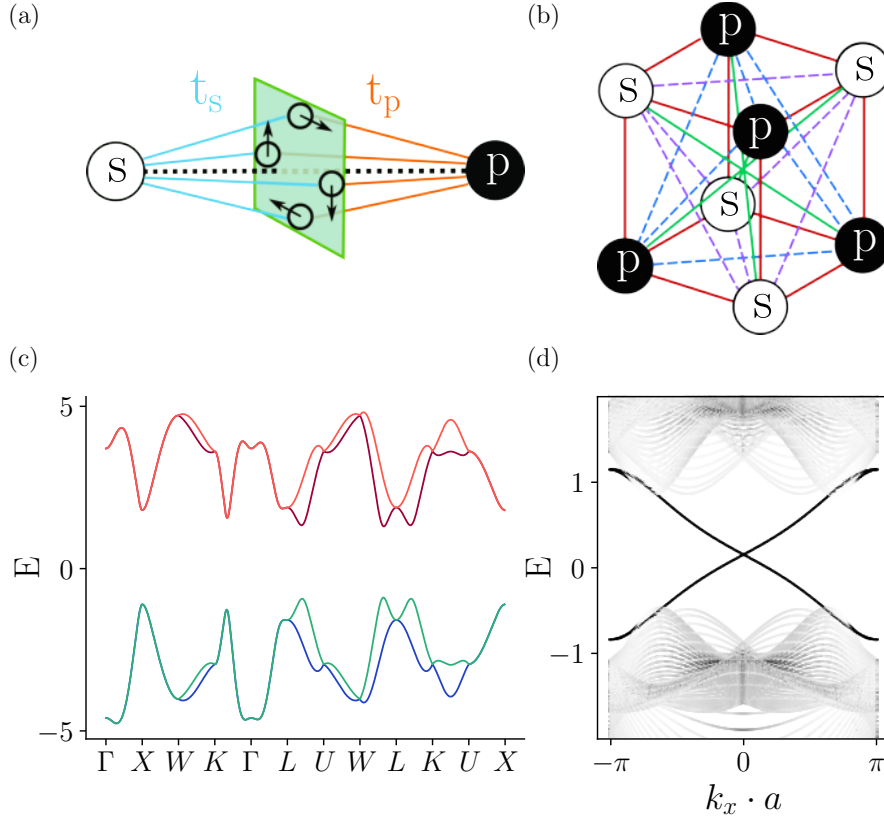 (a)
t_s t_p
s p
(b)
p
s s
p
s
p p
s
(c)
5
E 0
−5
Γ X W K Γ L U W L K U X
(d)
1
E 0
−1
−π 0 π
k_x · a